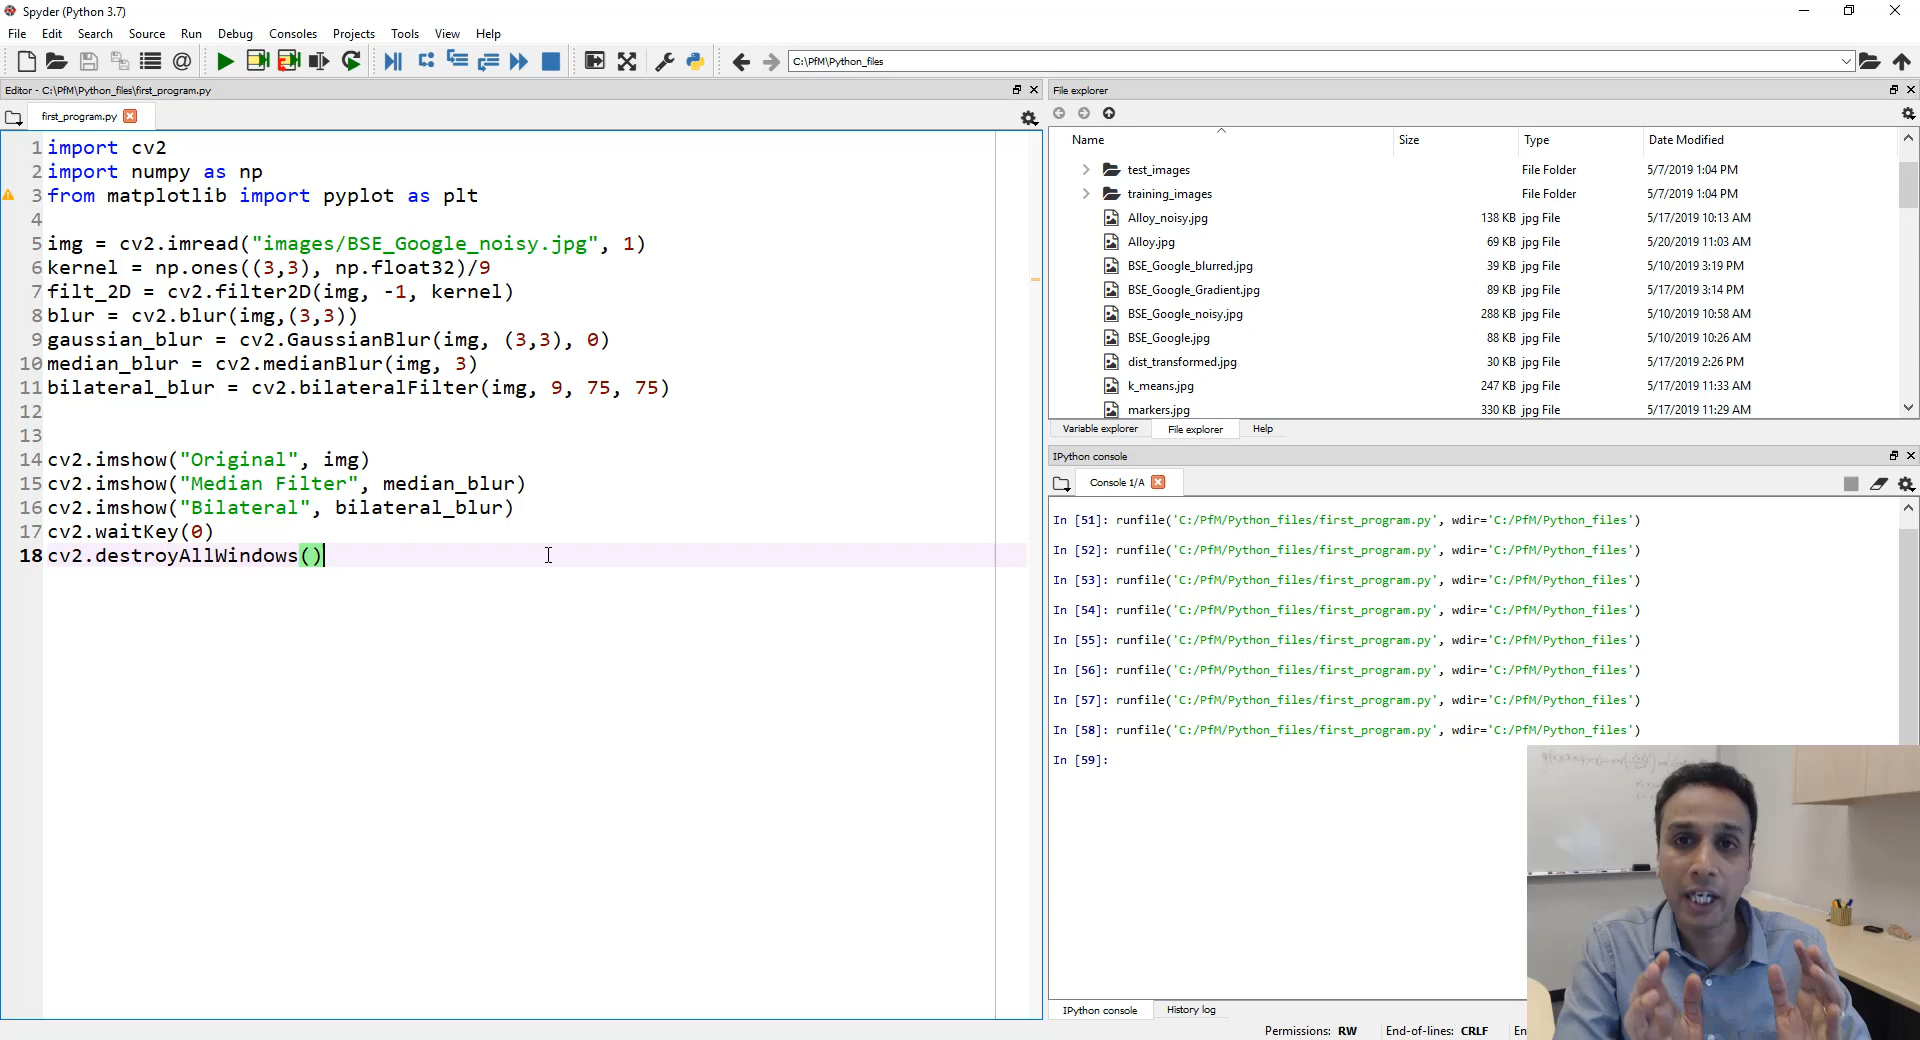 Spyder (Python 3.7)
File Edit Search Source Run Debug Consoles Projects Tools View Help
C:\PfM\Python_files
Editor - C:\PfM\Python_files\first_program.py
first_program.py
1 import cv2
2 import numpy as np
3 from matplotlib import pyplot as plt
4
5 img = cv2.imread("images/BSE_Google_noisy.jpg", 1)
6 kernel = np.ones((3,3), np.float32)/9
7 filt_2D = cv2.filter2D(img, -1, kernel)
8 blur = cv2.blur(img,(3,3))
9 gaussian_blur = cv2.GaussianBlur(img, (3,3), 0)
10 median_blur = cv2.medianBlur(img, 3)
11 bilateral_blur = cv2.bilateralFilter(img, 9, 75, 75)
12
13
14 cv2.imshow("Original", img)
15 cv2.imshow("Median Filter", median_blur)
16 cv2.imshow("Bilateral", bilateral_blur)
17 cv2.waitKey(0)
18 cv2.destroyAllWindows()
File explorer
Name Size Type Date Modified
test_images File Folder 5/7/2019 1:04 PM
training_images File Folder 5/7/2019 1:04 PM
Alloy_noisy.jpg 138 KB jpg File 5/17/2019 10:13 AM
Alloy.jpg 69 KB jpg File 5/20/2019 11:03 AM
BSE_Google_blurred.jpg 39 KB jpg File 5/10/2019 3:19 PM
BSE_Google_Gradient.jpg 89 KB jpg File 5/17/2019 3:14 PM
BSE_Google_noisy.jpg 288 KB jpg File 5/10/2019 10:58 AM
BSE_Google.jpg 88 KB jpg File 5/10/2019 10:26 AM
dist_transformed.jpg 30 KB jpg File 5/17/2019 2:26 PM
k_means.jpg 247 KB jpg File 5/17/2019 11:33 AM
markers.jpg 330 KB jpg File 5/17/2019 11:29 AM
Variable explorer File explorer Help
IPython console
Console 1/A
In [51]: runfile('C:/PfM/Python_files/first_program.py', wdir='C:/PfM/Python_files')
In [52]: runfile('C:/PfM/Python_files/first_program.py', wdir='C:/PfM/Python_files')
In [53]: runfile('C:/PfM/Python_files/first_program.py', wdir='C:/PfM/Python_files')
In [54]: runfile('C:/PfM/Python_files/first_program.py', wdir='C:/PfM/Python_files')
In [55]: runfile('C:/PfM/Python_files/first_program.py', wdir='C:/PfM/Python_files')
In [56]: runfile('C:/PfM/Python_files/first_program.py', wdir='C:/PfM/Python_files')
In [57]: runfile('C:/PfM/Python_files/first_program.py', wdir='C:/PfM/Python_files')
In [58]: runfile('C:/PfM/Python_files/first_program.py', wdir='C:/PfM/Python_files')
In [59]:
IPython console History log
Permissions: RW End-of-lines: CRLF En